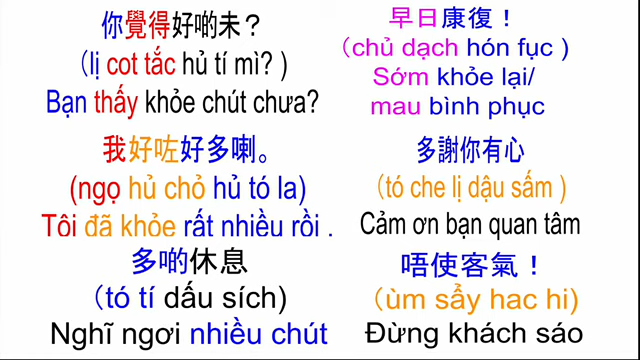 你覺得好啲未？
(lị cot tắc hủ tí mì? )
Bạn thấy khỏe chút chưa?
我好咗好多喇。
(ngọ hủ chỏ hủ tó la)
Tôi đã khỏe rất nhiều rồi .
多啲休息
(tó tí dấu sích)
Nghĩ ngơi nhiều chút
早日康復！
(chủ dạch hón fục )
Sớm khỏe lại/
mau bình phục
多謝你有心
(tó che lị dậu sấm )
Cảm ơn bạn quan tâm
唔使客氣！
(ùm sẩy hac hi)
Đừng khách sáo